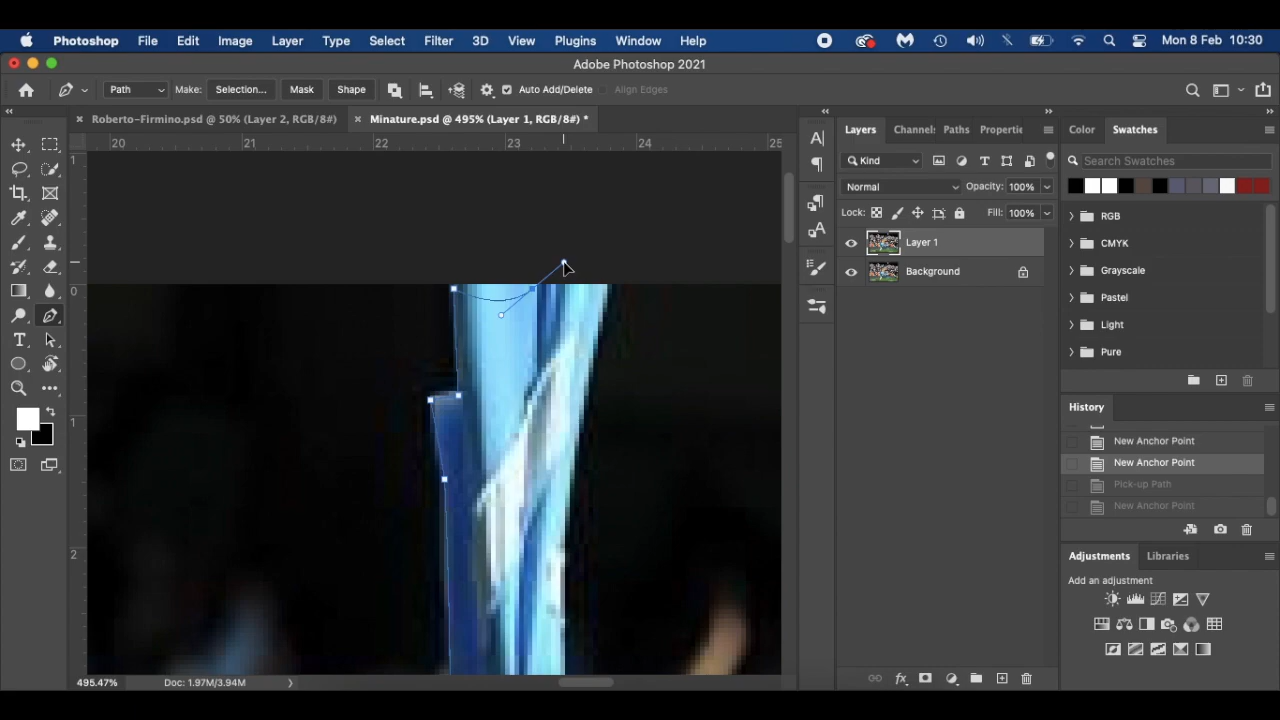 Photoshop File Edit Image Layer Type Select Filter 3D View Plugins Window Help Mon 8 Feb 10:30
Adobe Photoshop 2021
Path Make: Selection... Mask Shape Auto Add/Delete Align Edges
Roberto-Firmino.psd @ 50% (Layer 2, RGB/8#) Minature.psd @ 495% (Layer 1, RGB/8#) *
20 21 22 23 24 25
1
0
1
2
Layers Channel: Paths Propertie
Kind
Normal Opacity: 100%
Lock: Fill: 100%
Layer 1
Background
Color Swatches
Search Swatches
RGB
CMYK
Grayscale
Pastel
Light
Pure
History
New Anchor Point
New Anchor Point
Pick-up Path
New Anchor Point
Adjustments Libraries
Add an adjustment
495.47% Doc: 1.97M/3.94M